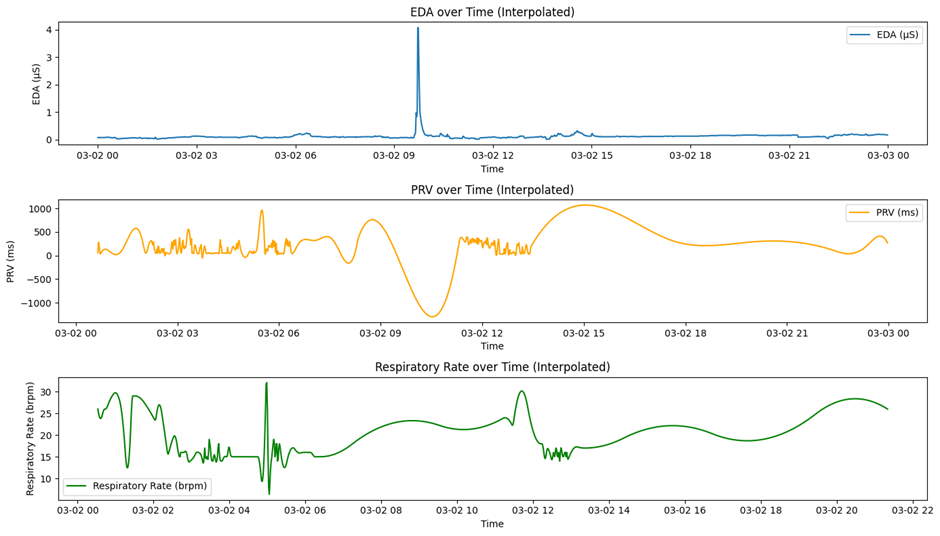 EDA over Time (Interpolated)
EDA (µS)
4
3
2
1
0
EDA (µS)
03-02 00 03-02 03 03-02 06 03-02 09 03-02 12 03-02 15 03-02 18 03-02 21 03-03 00
Time
PRV over Time (Interpolated)
PRV (ms)
1000
500
0
−500
−1000
PRV (ms)
03-02 00 03-02 03 03-02 06 03-02 09 03-02 12 03-02 15 03-02 18 03-02 21 03-03 00
Time
Respiratory Rate over Time (Interpolated)
Respiratory Rate (brpm)
30
25
20
15
10
Respiratory Rate (brpm)
03-02 00 03-02 02 03-02 04 03-02 06 03-02 08 03-02 10 03-02 12 03-02 14 03-02 16 03-02 18 03-02 20 03-02 22
Time